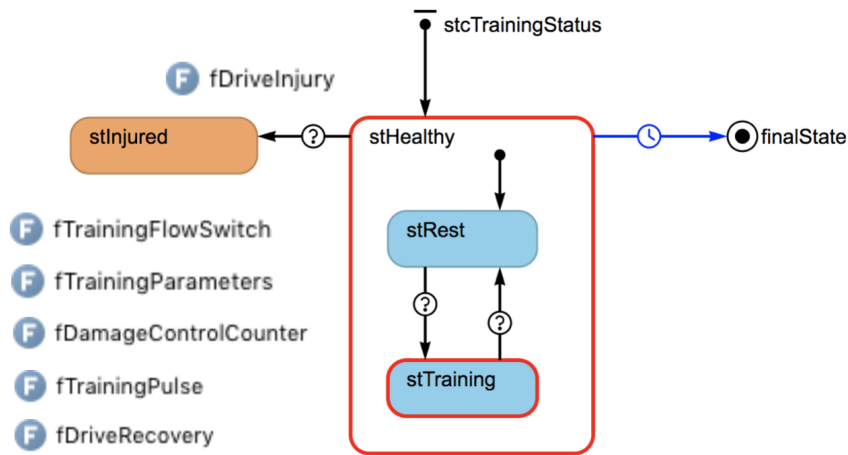 stcTrainingStatus
F fDriveInjury
stInjured
?
stHealthy
finalState
F fTrainingFlowSwitch
stRest
F fTrainingParameters
?
?
F fDamageControlCounter
stTraining
F fTrainingPulse
F fDriveRecovery